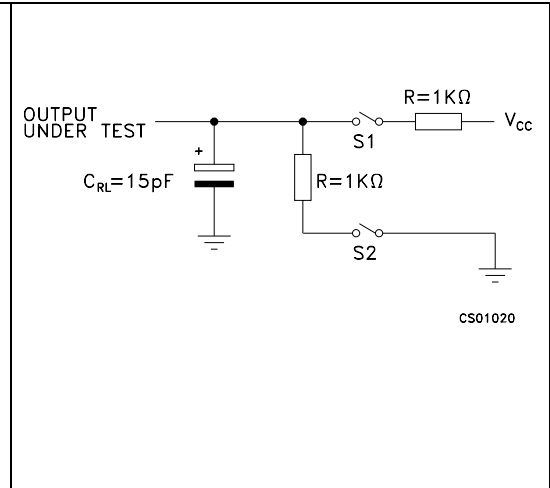 R=1KΩ
OUTPUT
UNDER TEST
V_CC
S1
+
C_RL=15pF
R=1KΩ
S2
CS01020